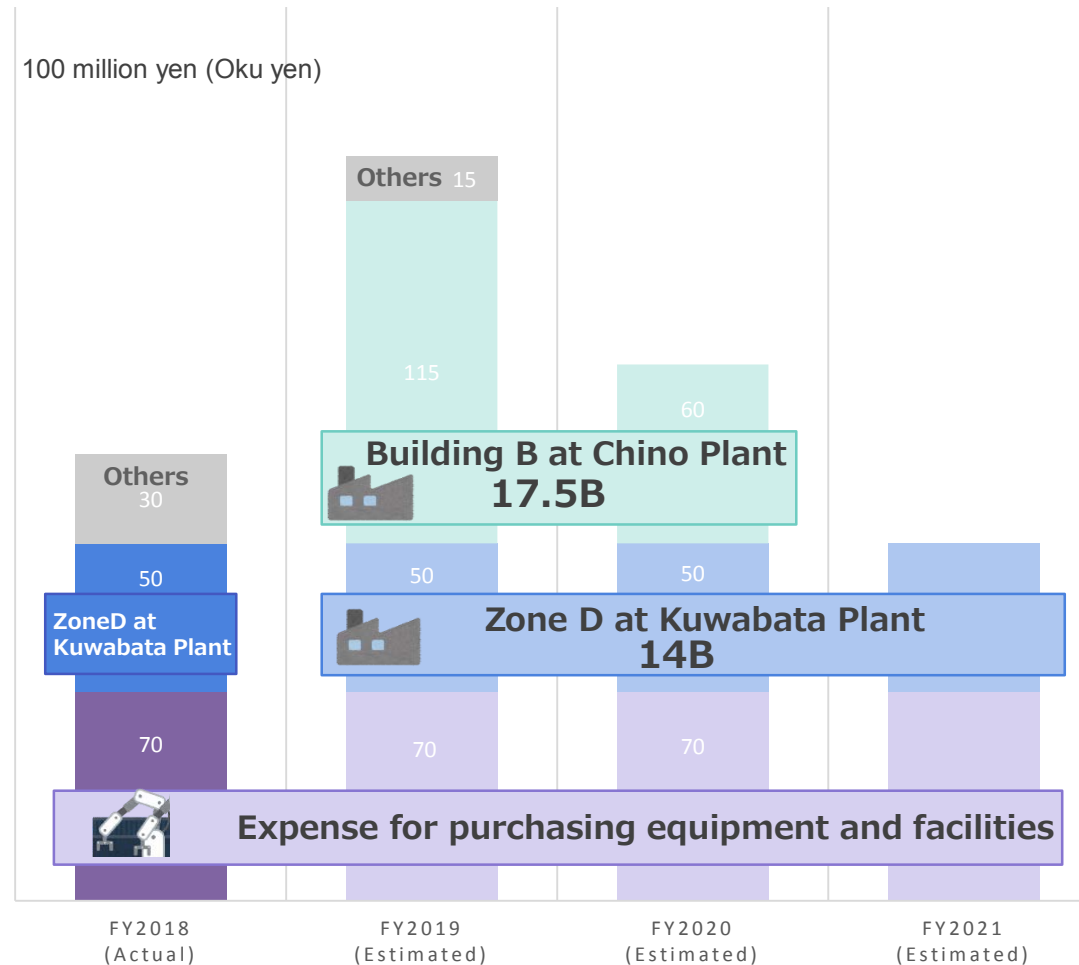 100 million yen (Oku yen)
Others 15
115
60
Building B at Chino Plant
17.5B
Others
30
50
50
50
ZoneD at
Kuwabata Plant
Zone D at Kuwabata Plant
14B
70
70
70
Expense for purchasing equipment and facilities
FY2018
(Actual)
FY2019
(Estimated)
FY2020
(Estimated)
FY2021
(Estimated)